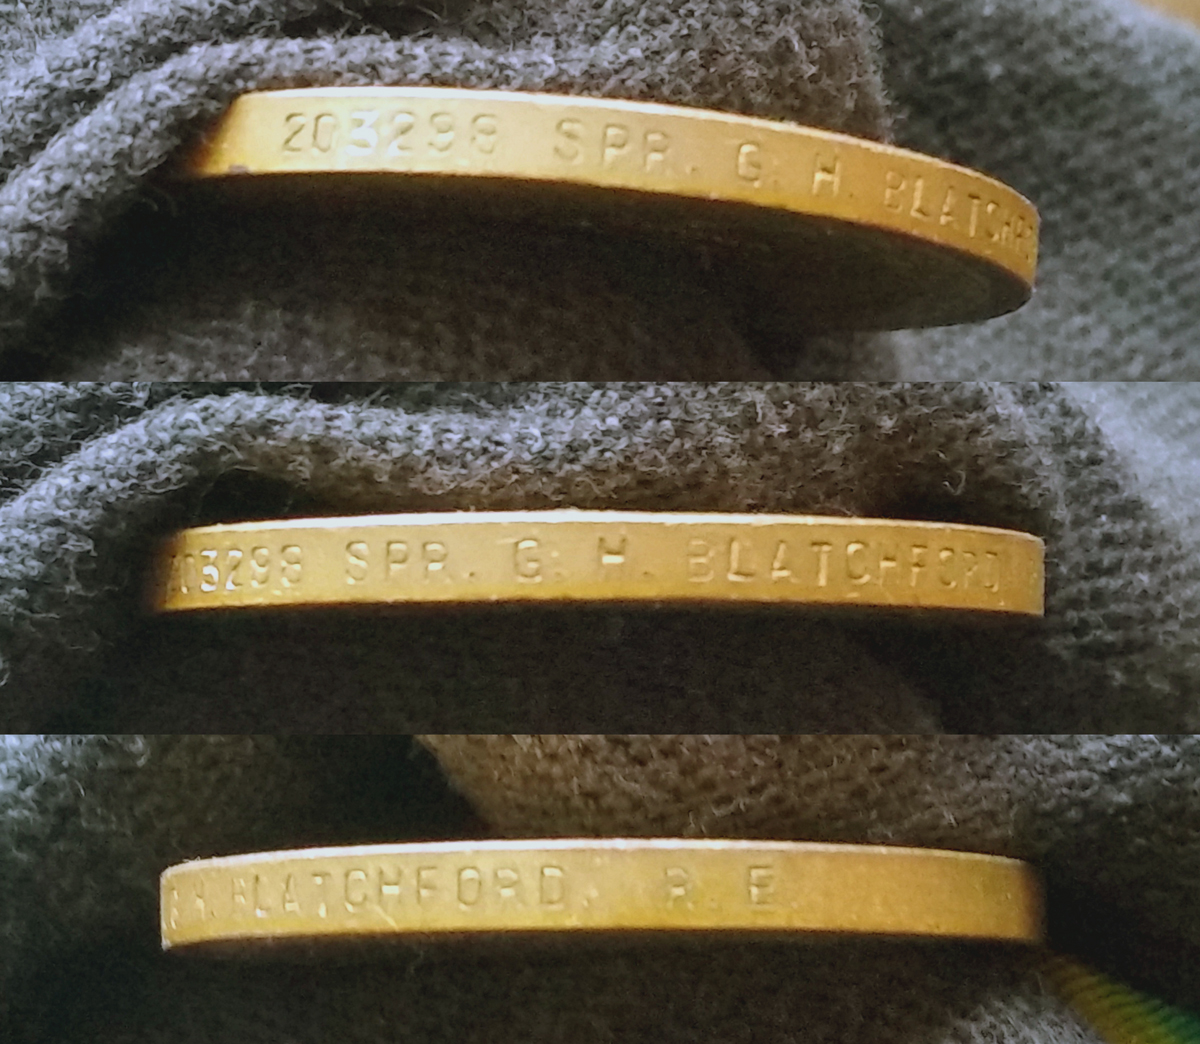 203298 SPR. G. H. BLATCHF
203298 SPR. G. H. BLATCHFORD.
G. H. BLATCHFORD. R. E.